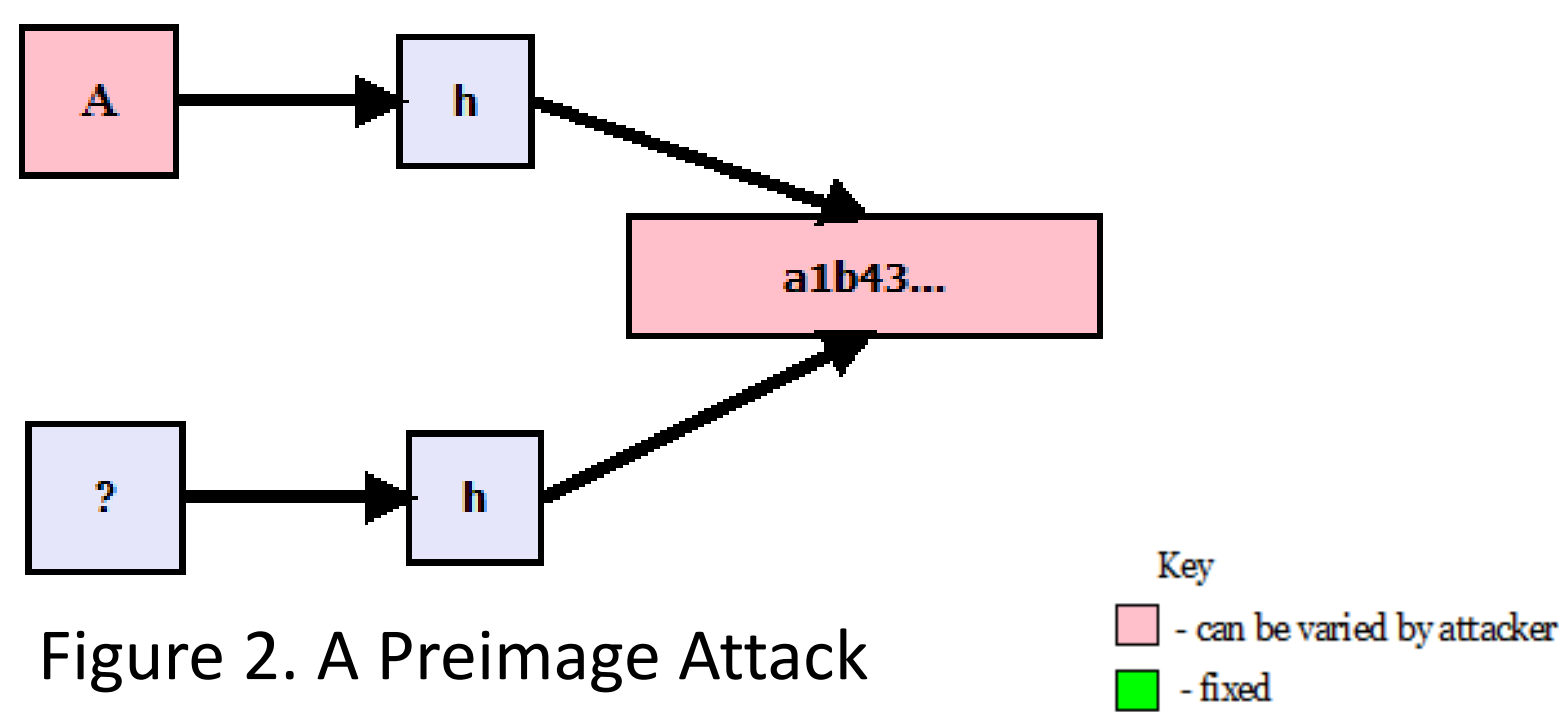 A
h
a1b43...
?
h
Key
- can be varied by attacker
- fixed
Figure 2. A Preimage Attack